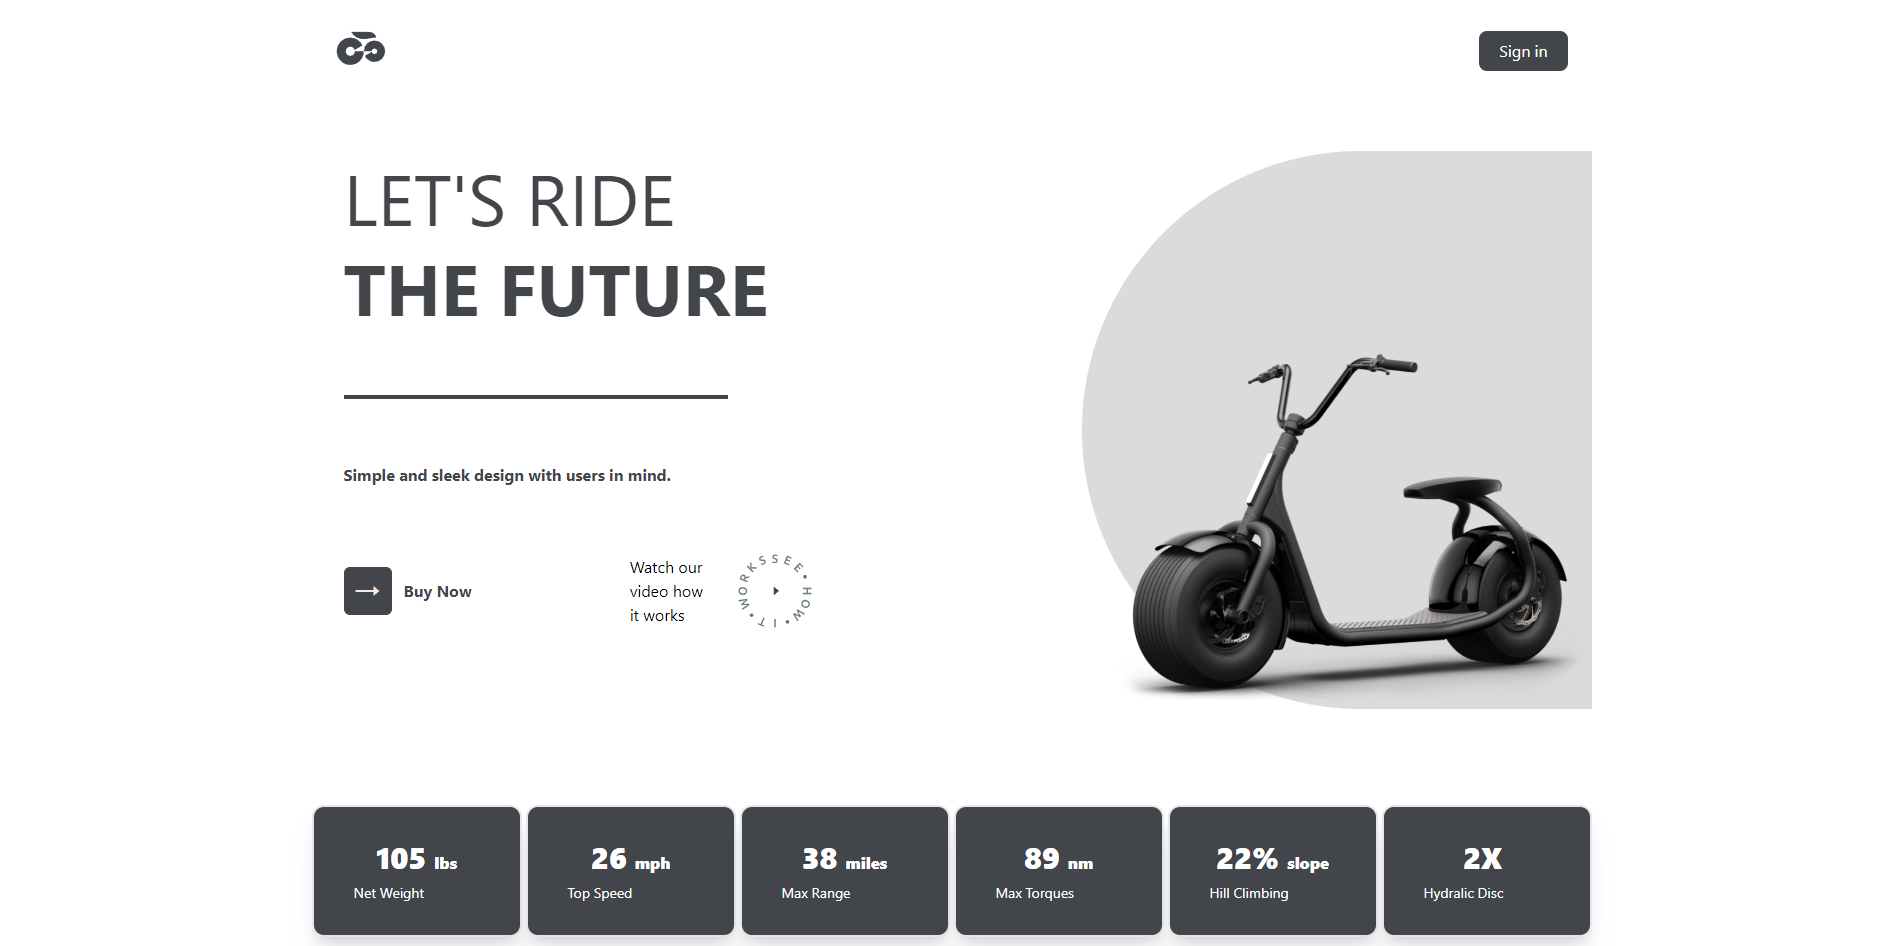 Sign in
LET'S RIDE
THE FUTURE
Simple and sleek design with users in mind.
Buy Now
Watch our
video how
it works
SEE • HOW • IT • WORKS
105 lbs
Net Weight
26 mph
Top Speed
38 miles
Max Range
89 nm
Max Torques
22% slope
Hill Climbing
2X
Hydralic Disc